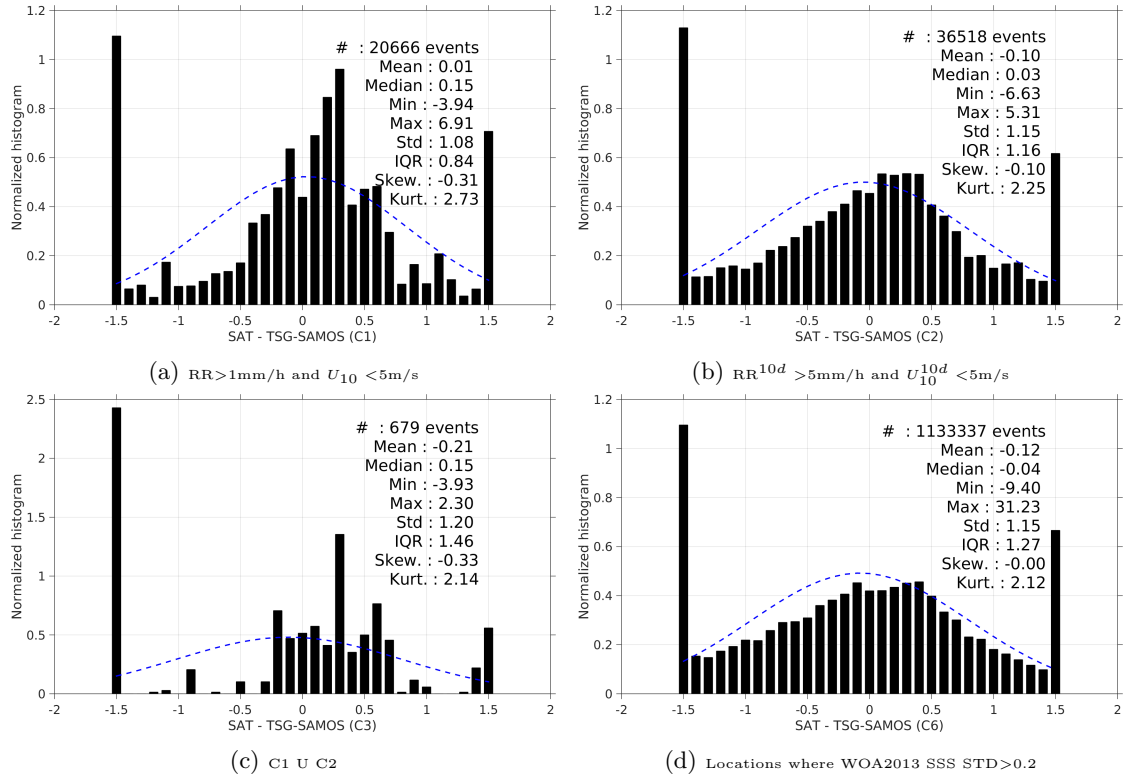 1.2
1
0.8
0.6
0.4
0.2
0
Normalized histogram
# : 20666 events
Mean : 0.01
Median : 0.15
Min : -3.94
Max : 6.91
Std : 1.08
IQR : 0.84
Skew. : -0.31
Kurt. : 2.73
-2 -1.5 -1 -0.5 0 0.5 1 1.5 2
SAT - TSG-SAMOS (C1)
(a) RR>1mm/h and U10 <5m/s
1.2
1
0.8
0.6
0.4
0.2
0
Normalized histogram
# : 36518 events
Mean : -0.10
Median : 0.03
Min : -6.63
Max : 5.31
Std : 1.15
IQR : 1.16
Skew. : -0.10
Kurt. : 2.25
-2 -1.5 -1 -0.5 0 0.5 1 1.5 2
SAT - TSG-SAMOS (C2)
(b) RR^10d >5mm/h and U_10^10d <5m/s
2.5
2
1.5
1
0.5
0
Normalized histogram
# : 679 events
Mean : -0.21
Median : 0.15
Min : -3.93
Max : 2.30
Std : 1.20
IQR : 1.46
Skew. : -0.33
Kurt. : 2.14
-2 -1.5 -1 -0.5 0 0.5 1 1.5 2
SAT - TSG-SAMOS (C3)
(c) C1 U C2
1.2
1
0.8
0.6
0.4
0.2
0
Normalized histogram
# : 1133337 events
Mean : -0.12
Median : -0.04
Min : -9.40
Max : 31.23
Std : 1.15
IQR : 1.27
Skew. : -0.00
Kurt. : 2.12
-2 -1.5 -1 -0.5 0 0.5 1 1.5 2
SAT - TSG-SAMOS (C6)
(d) Locations where WOA2013 SSS STD>0.2